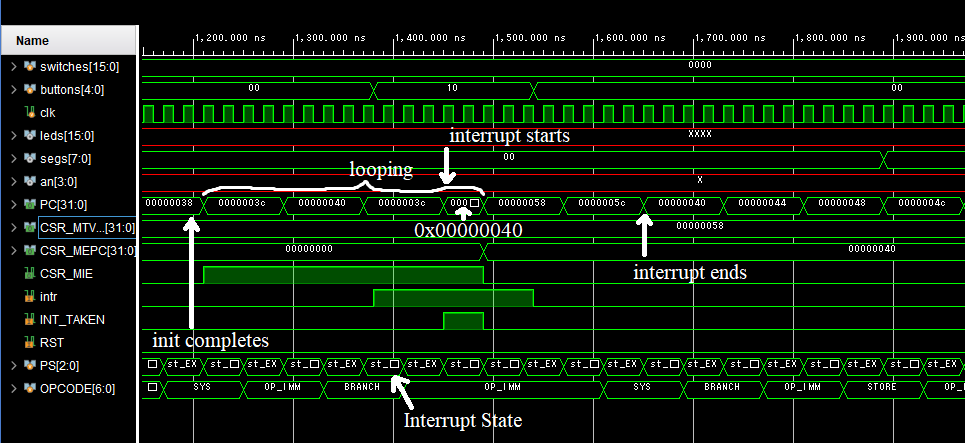 Name
1,200.000 ns 1,300.000 ns 1,400.000 ns 1,500.000 ns 1,600.000 ns 1,700.000 ns 1,800.000 ns 1,900.000 ns
switches[15:0] 0000
buttons[4:0] 00 10 00
clk
leds[15:0] XXXX
interrupt starts
segs[7:0] 00
looping
an[3:0] X
PC[31:0] 00000038 0000003c 00000040 0000003c 000 00000058 0000005c 00000040 00000044 00000048 0000004c
CSR_MTV...[31:0] 00000058
0x00000040
CSR_MEPC[31:0] 00000000 00000040
CSR_MIE
interrupt ends
intr
INT_TAKEN
RST
init completes
PS[2:0] st_EX st_ st_EX st_ st_EX st_ st_EX st_ st_EX st_ st_EX st_ st_EX st_ st_EX st_ st_EX st_ st_EX
OPCODE[6:0] SYS OP_IMM BRANCH OP_IMM SYS BRANCH OP_IMM STORE OP_
Interrupt State